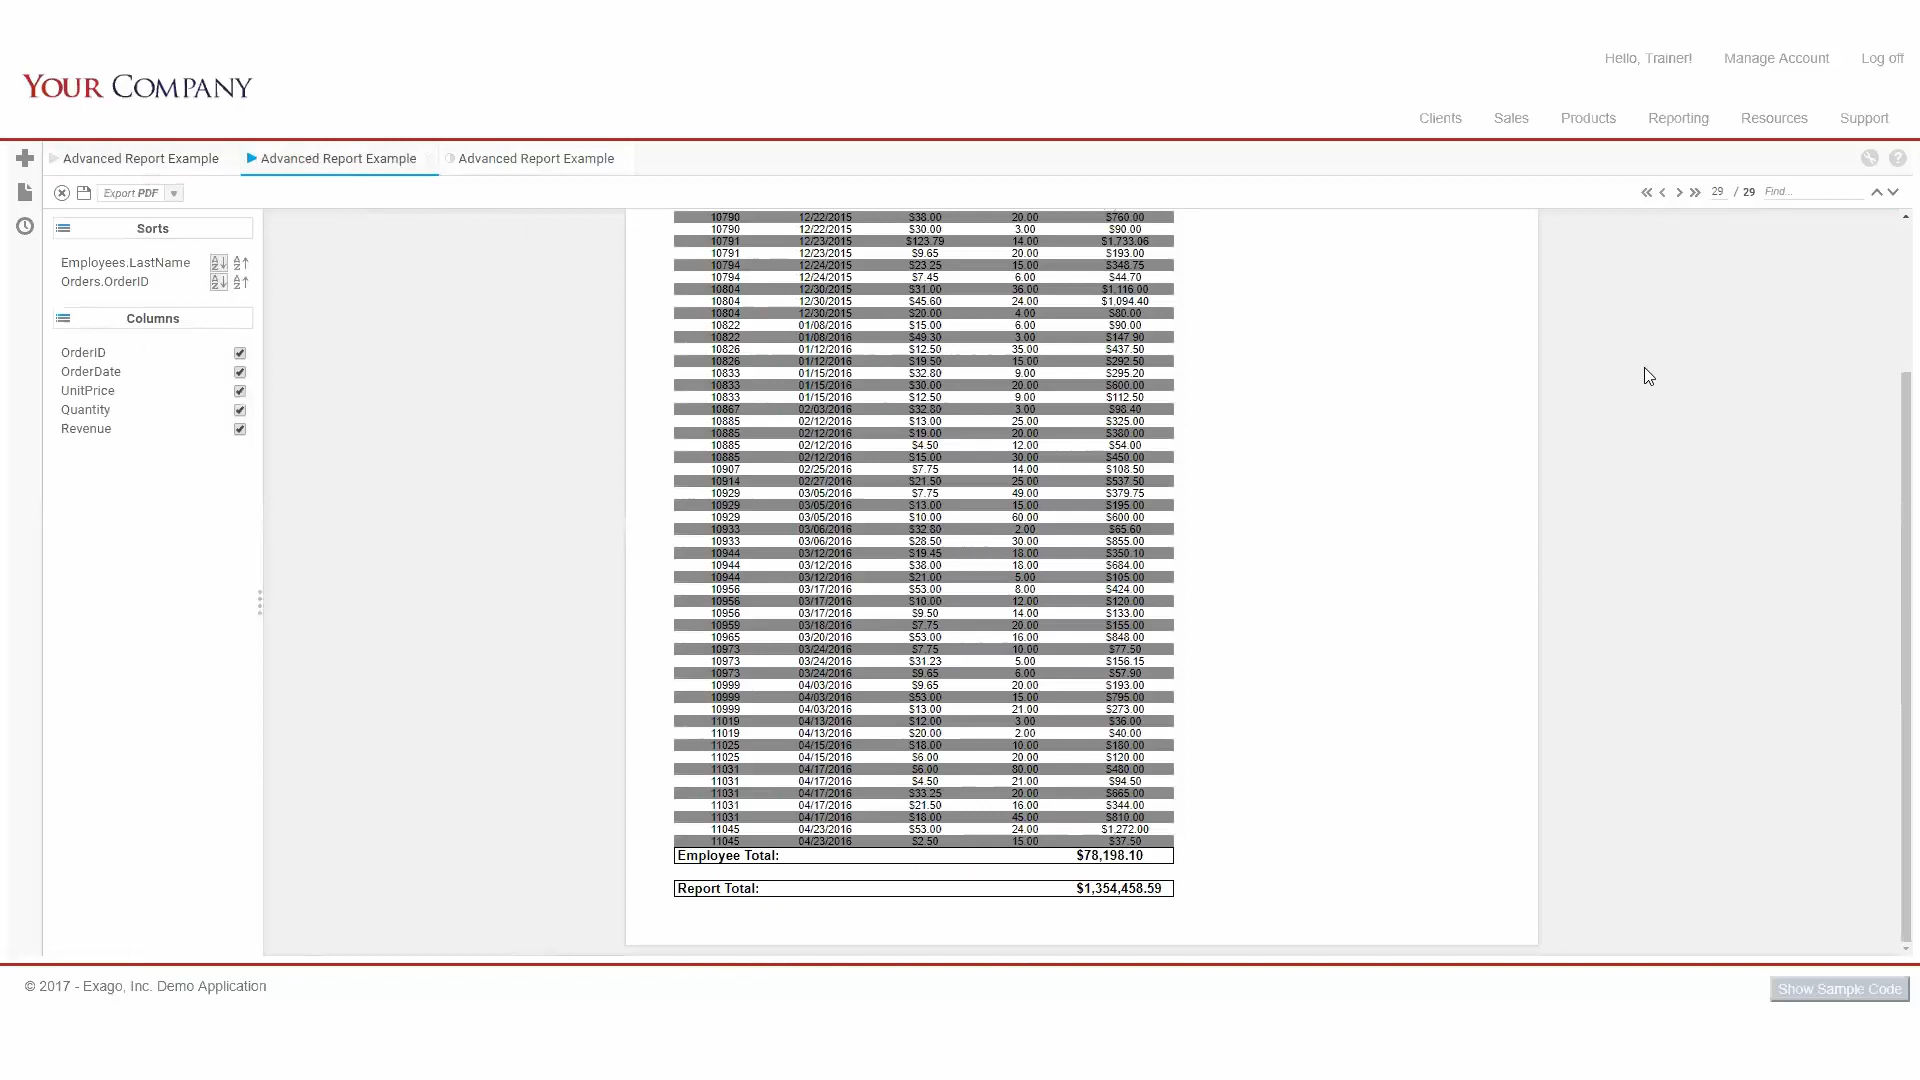 Hello, Trainer! Manage Account Log off
YOUR COMPANY
Clients Sales Products Reporting Resources Support
Advanced Report Example Advanced Report Example Advanced Report Example
Export PDF 29 / 29 Find...
Sorts
Employees.LastName
Orders.OrderID
Columns
OrderID
OrderDate
UnitPrice
Quantity
Revenue
10790 12/22/2015 $38.00 20.00 $760.00
10790 12/22/2015 $30.00 3.00 $90.00
10791 12/23/2015 $123.79 14.00 $1,733.06
10791 12/23/2015 $9.65 20.00 $193.00
10794 12/24/2015 $23.25 15.00 $348.75
10794 12/24/2015 $7.45 6.00 $44.70
10804 12/30/2015 $31.00 36.00 $1,116.00
10804 12/30/2015 $45.60 24.00 $1,094.40
10804 12/30/2015 $20.00 4.00 $80.00
10822 01/08/2016 $15.00 6.00 $90.00
10822 01/08/2016 $49.30 3.00 $147.90
10826 01/12/2016 $12.50 35.00 $437.50
10826 01/12/2016 $19.50 15.00 $292.50
10833 01/15/2016 $32.80 9.00 $295.20
10833 01/15/2016 $30.00 20.00 $600.00
10833 01/15/2016 $12.50 9.00 $112.50
10867 02/03/2016 $32.80 3.00 $98.40
10885 02/12/2016 $13.00 25.00 $325.00
10885 02/12/2016 $19.00 20.00 $380.00
10885 02/12/2016 $4.50 12.00 $54.00
10885 02/12/2016 $15.00 30.00 $450.00
10907 02/25/2016 $7.75 14.00 $108.50
10914 02/27/2016 $21.50 25.00 $537.50
10929 03/05/2016 $7.75 49.00 $379.75
10929 03/05/2016 $13.00 15.00 $195.00
10929 03/05/2016 $10.00 60.00 $600.00
10933 03/06/2016 $32.80 2.00 $65.60
10933 03/06/2016 $28.50 30.00 $855.00
10944 03/12/2016 $19.45 18.00 $350.10
10944 03/12/2016 $38.00 18.00 $684.00
10944 03/12/2016 $21.00 5.00 $105.00
10956 03/17/2016 $53.00 8.00 $424.00
10956 03/17/2016 $10.00 12.00 $120.00
10956 03/17/2016 $9.50 14.00 $133.00
10959 03/18/2016 $7.75 20.00 $155.00
10965 03/20/2016 $53.00 16.00 $848.00
10973 03/24/2016 $7.75 10.00 $77.50
10973 03/24/2016 $31.23 5.00 $156.15
10973 03/24/2016 $9.65 6.00 $57.90
10999 04/03/2016 $9.65 20.00 $193.00
10999 04/03/2016 $53.00 15.00 $795.00
10999 04/03/2016 $13.00 21.00 $273.00
11019 04/13/2016 $12.00 3.00 $36.00
11019 04/13/2016 $20.00 2.00 $40.00
11025 04/15/2016 $18.00 10.00 $180.00
11025 04/15/2016 $6.00 20.00 $120.00
11031 04/17/2016 $6.00 80.00 $480.00
11031 04/17/2016 $4.50 21.00 $94.50
11031 04/17/2016 $33.25 20.00 $665.00
11031 04/17/2016 $21.50 16.00 $344.00
11031 04/17/2016 $18.00 45.00 $810.00
11045 04/23/2016 $53.00 24.00 $1,272.00
11045 04/23/2016 $2.50 15.00 $37.50
Employee Total: $78,198.10
Report Total: $1,354,458.59
© 2017 - Exago, Inc. Demo Application
Show Sample Code